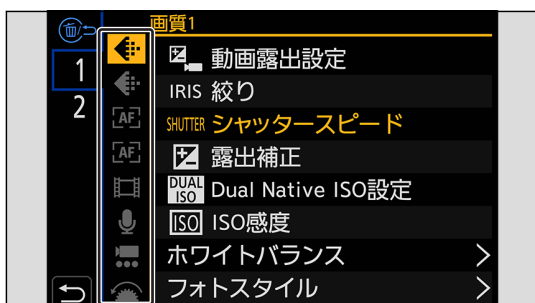 画質1
1
2
動画露出設定
IRIS 絞り
SHUTTER シャッタースピード
露出補正
DUAL ISO Dual Native ISO設定
ISO ISO感度
ホワイトバランス
フォトスタイル
AF
AF